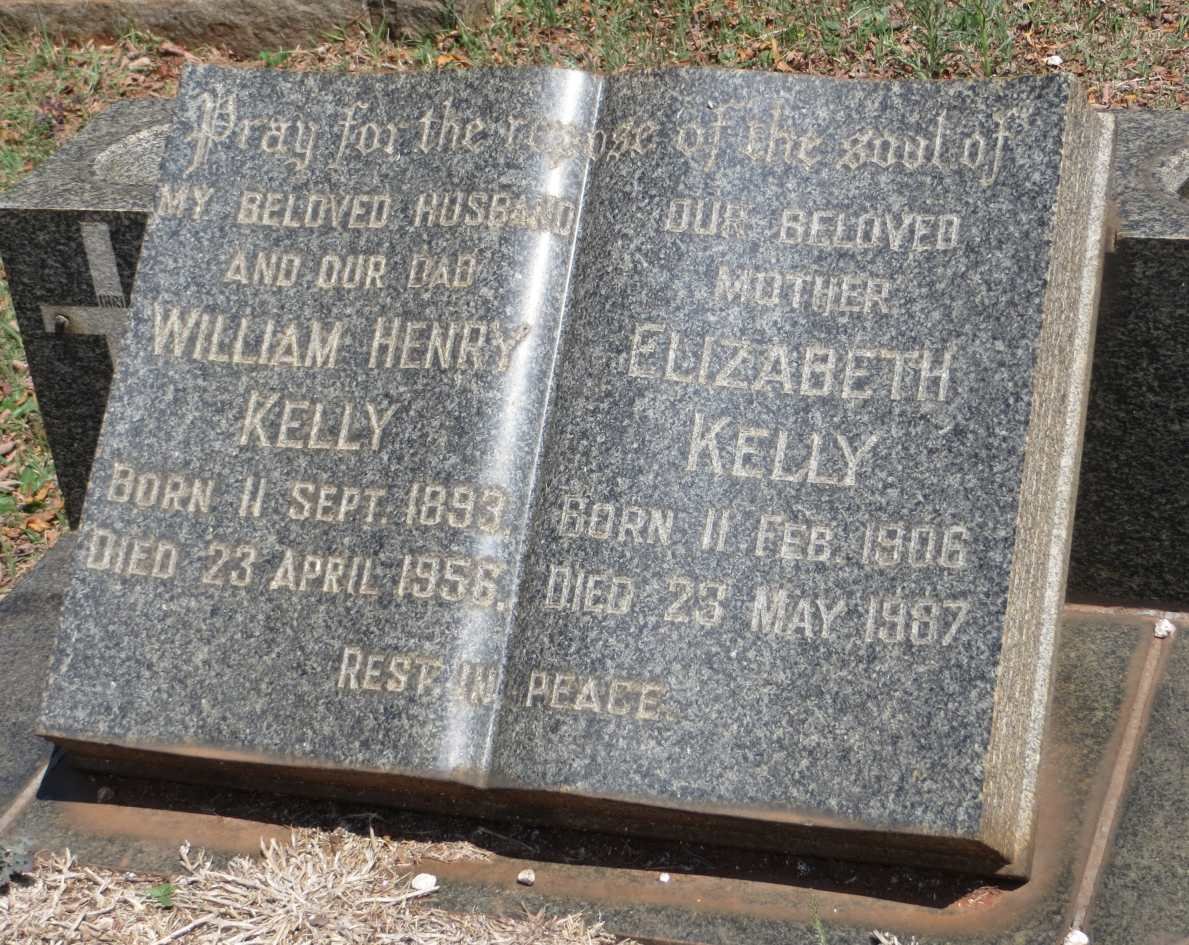 Pray for the repose of the soul of
MY BELOVED HUSBAND
AND OUR DAD
WILLIAM HENRY
KELLY
BORN 11 SEPT. 1893.
DIED 23 APRIL 1956.
OUR BELOVED
MOTHER
ELIZABETH
KELLY
BORN 11 FEB. 1906
DIED 23 MAY 1987
REST IN PEACE.